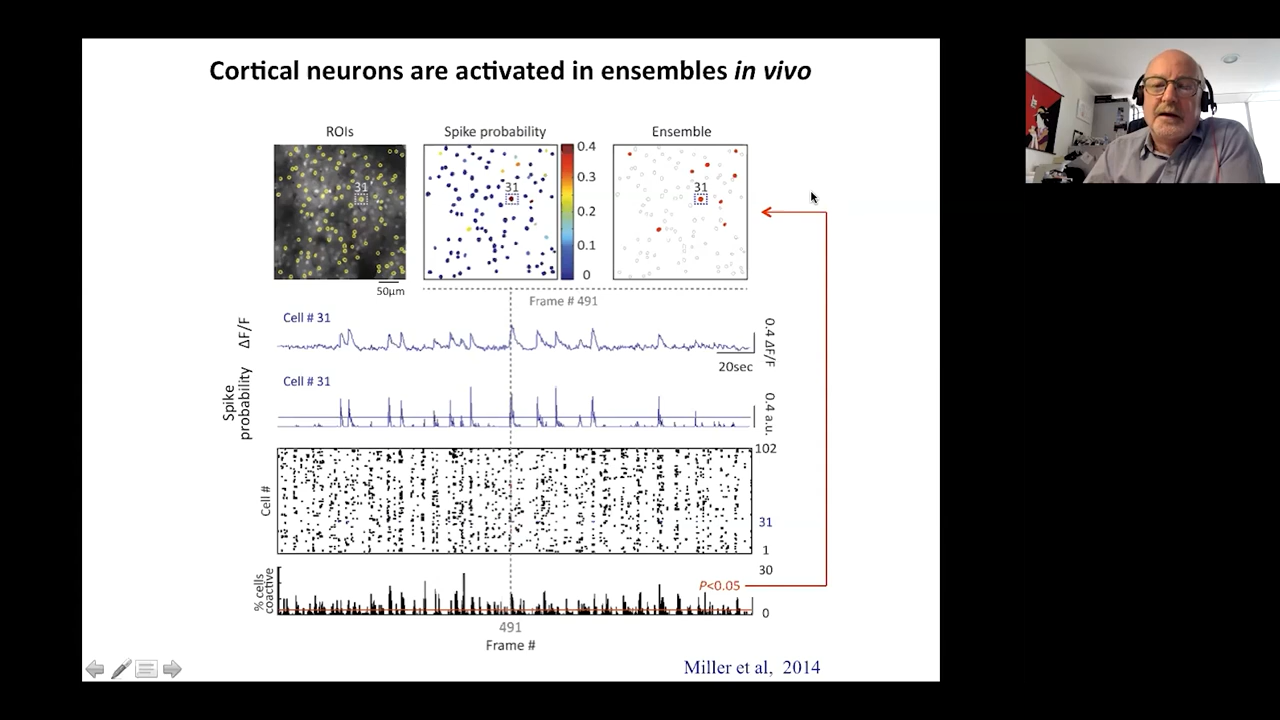 Cortical neurons are activated in ensembles in vivo
ROIs
Spike probability
Ensemble
31
31
31
0.4
0.3
0.2
0.1
0
50μm
Frame # 491
ΔF/F
Cell # 31
0.4 ΔF/F
20sec
Spike
probability
Cell # 31
0.4 a.u.
Cell #
102
31
1
% cells
coactive
30
P<0.05
0
491
Frame #
Miller et al, 2014